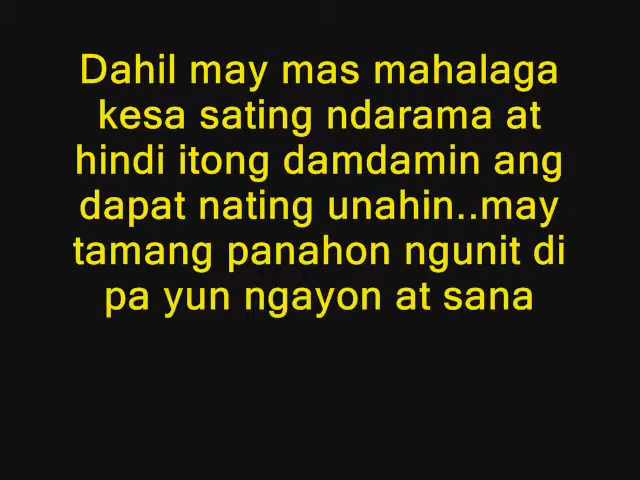 Dahil may mas mahalaga
kesa sating ndarama at
hindi itong damdamin ang
dapat nating unahin..may
tamang panahon ngunit di
pa yun ngayon at sana